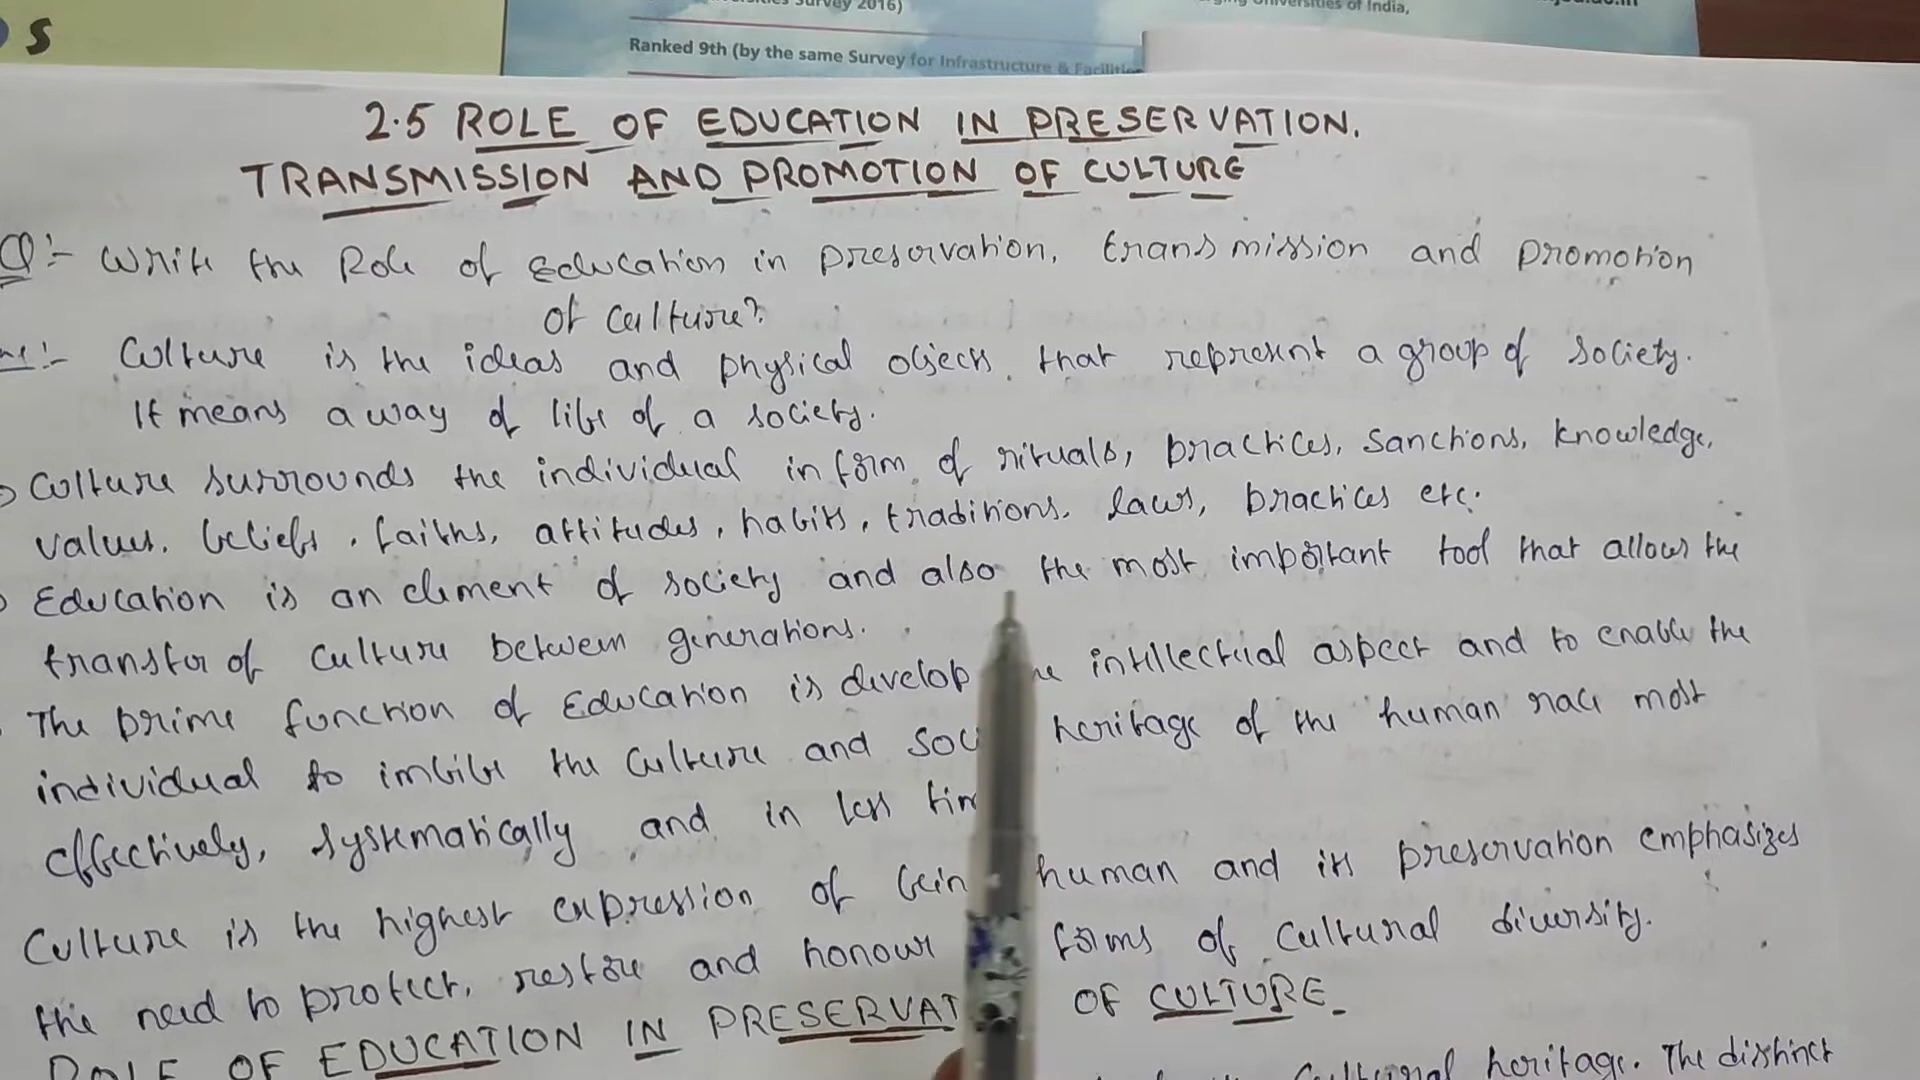 S
Survey 2016)
Universities of India,
Ranked 9th (by the same Survey for Infrastructure & Facilities
2.5 ROLE OF EDUCATION IN PRESERVATION.
TRANSMISSION AND PROMOTION OF CULTURE
Q:- Write the Role of Education in preservation, transmission and promotion
of culture?
Culture is the ideas and physical objects that represent a group of society.
It means a way of life of a society.
Culture surrounds the individual in form of rituals, practices, sanctions, knowledge,
values, beliefs, faiths, attitudes, habits, traditions, laws, practices etc.
Education is an element of society and also the most important tool that allows the
transfer of culture between generations.
The prime function of Education is develop intellectual aspect and to enable the
individual to imbibe the culture and heritage of the human race most
effectively, systematically and in less
Culture is the highest expression of human and its preservation emphasizes
the need to protect, restore and honour forms of cultural diversity.
ROLE OF EDUCATION IN PRESERVAT OF CULTURE.
Cultural heritage. The distinct